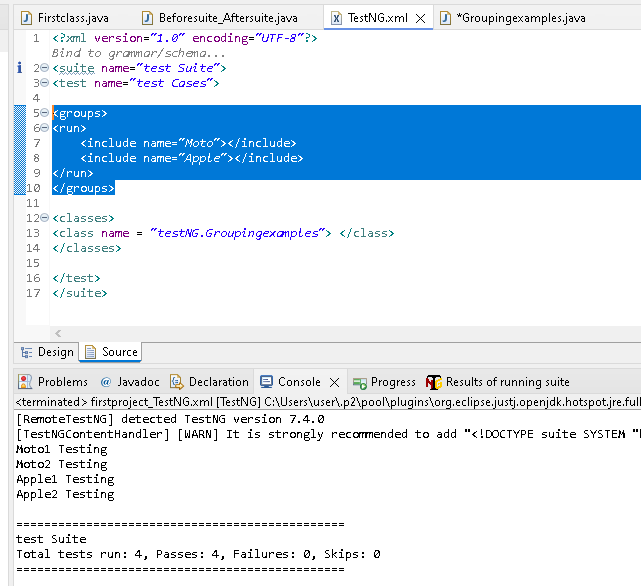 Firstclass.java
Beforesuite_Aftersuite.java
TestNG.xml
*Groupingexamples.java
1 <?xml version="1.0" encoding="UTF-8"?>
Bind to grammar/schema...
2 <suite name="test Suite">
3 <test name="test Cases">
4
5 <groups>
6 <run>
7 <include name="Moto"></include>
8 <include name="Apple"></include>
9 </run>
10 </groups>
11
12 <classes>
13 <class name = "testNG.Groupingexamples"> </class>
14 </classes>
15
16 </test>
17 </suite>
Design Source
Problems @ Javadoc Declaration Console Progress Results of running suite
<terminated> firstproject_TestNG.xml [TestNG] C:\Users\user\.p2\pool\plugins\org.eclipse.justj.openjdk.hotspot.jre.full
[RemoteTestNG] detected TestNG version 7.4.0
[TestNGContentHandler] [WARN] It is strongly recommended to add "<!DOCTYPE suite SYSTEM "
Moto1 Testing
Moto2 Testing
Apple1 Testing
Apple2 Testing
===============================================
test Suite
Total tests run: 4, Passes: 4, Failures: 0, Skips: 0
===============================================